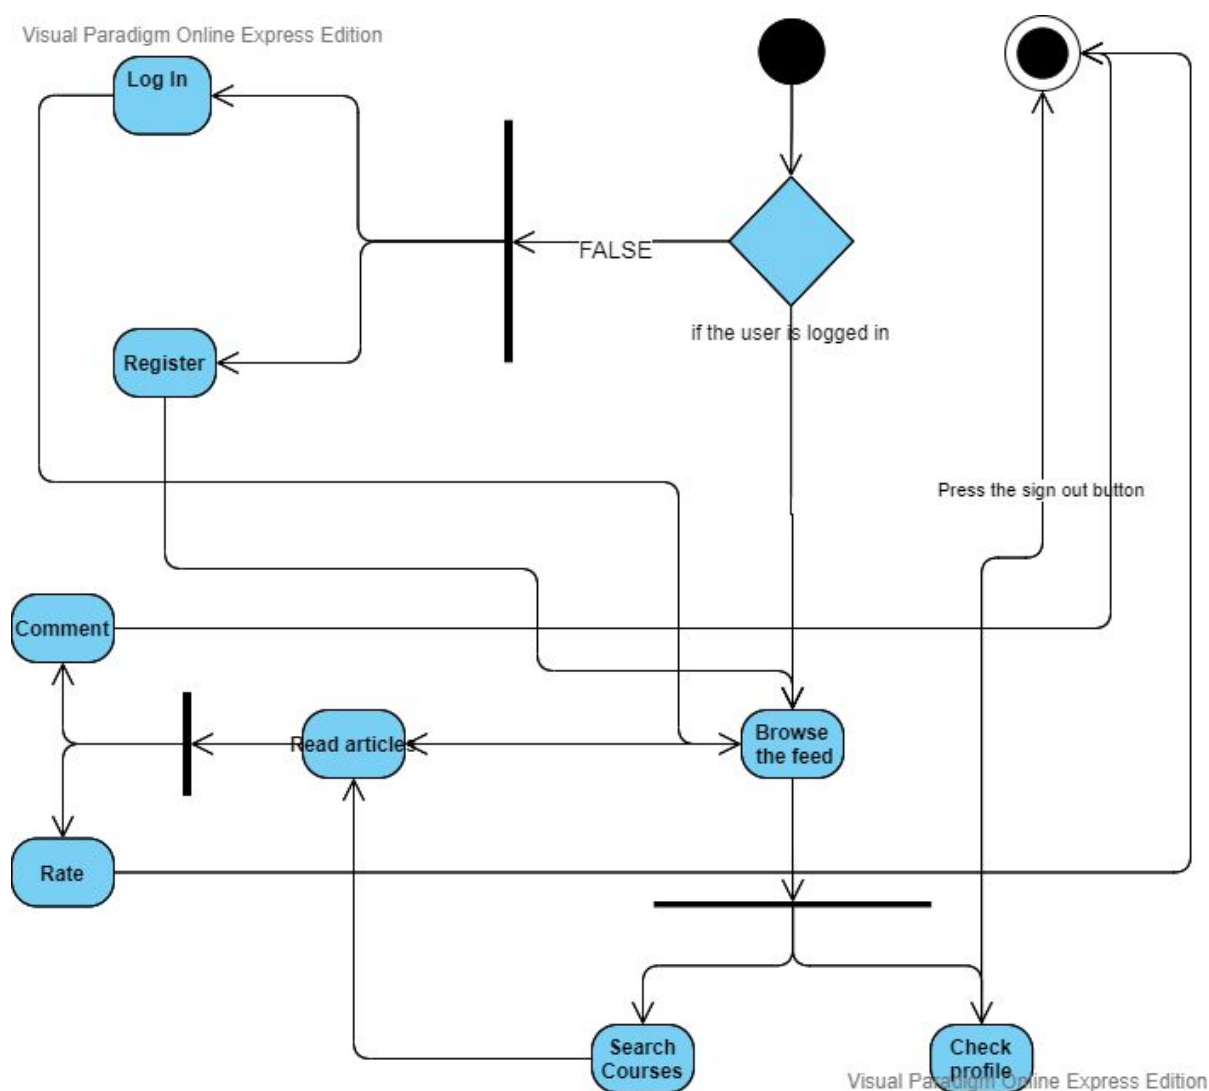 Visual Paradigm Online Express Edition
Log In
FALSE
if the user is logged in
Register
Press the sign out button
Comment
Read articles
Browse
the feed
Rate
Search
Courses
Check
profile
Visual Paradigm Online Express Edition